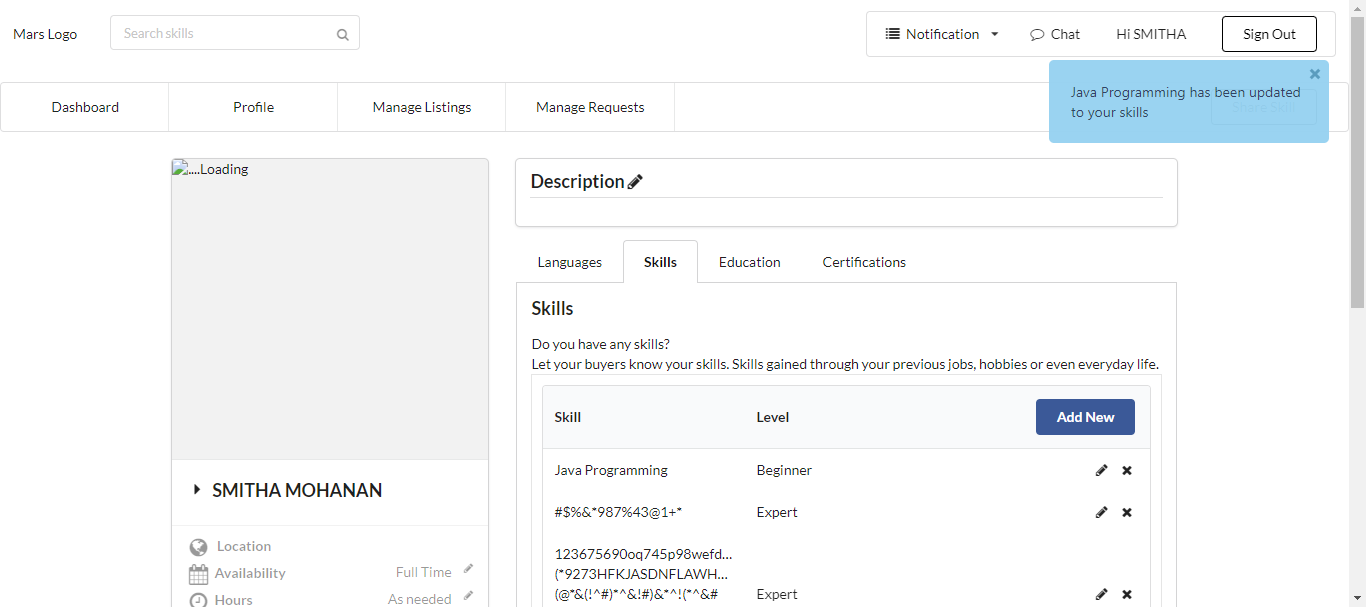 Mars Logo
Search skills
Notification
Chat
Hi SMITHA
Sign Out
Java Programming has been updated
to your skills
Dashboard
Profile
Manage Listings
Manage Requests
....Loading
Description
Languages
Skills
Education
Certifications
Skills
Do you have any skills?
Let your buyers know your skills. Skills gained through your previous jobs, hobbies or even everyday life.
Skill
Level
Add New
Java Programming
Beginner
#$%&*987%43@1+*
Expert
123675690oq745p98wefd...
(*9273HFKJASDNFLAWH...
(@*&(!^#)*^&!#)&*^!(*^&#
Expert
SMITHA MOHANAN
Location
Availability
Full Time
Hours
As needed